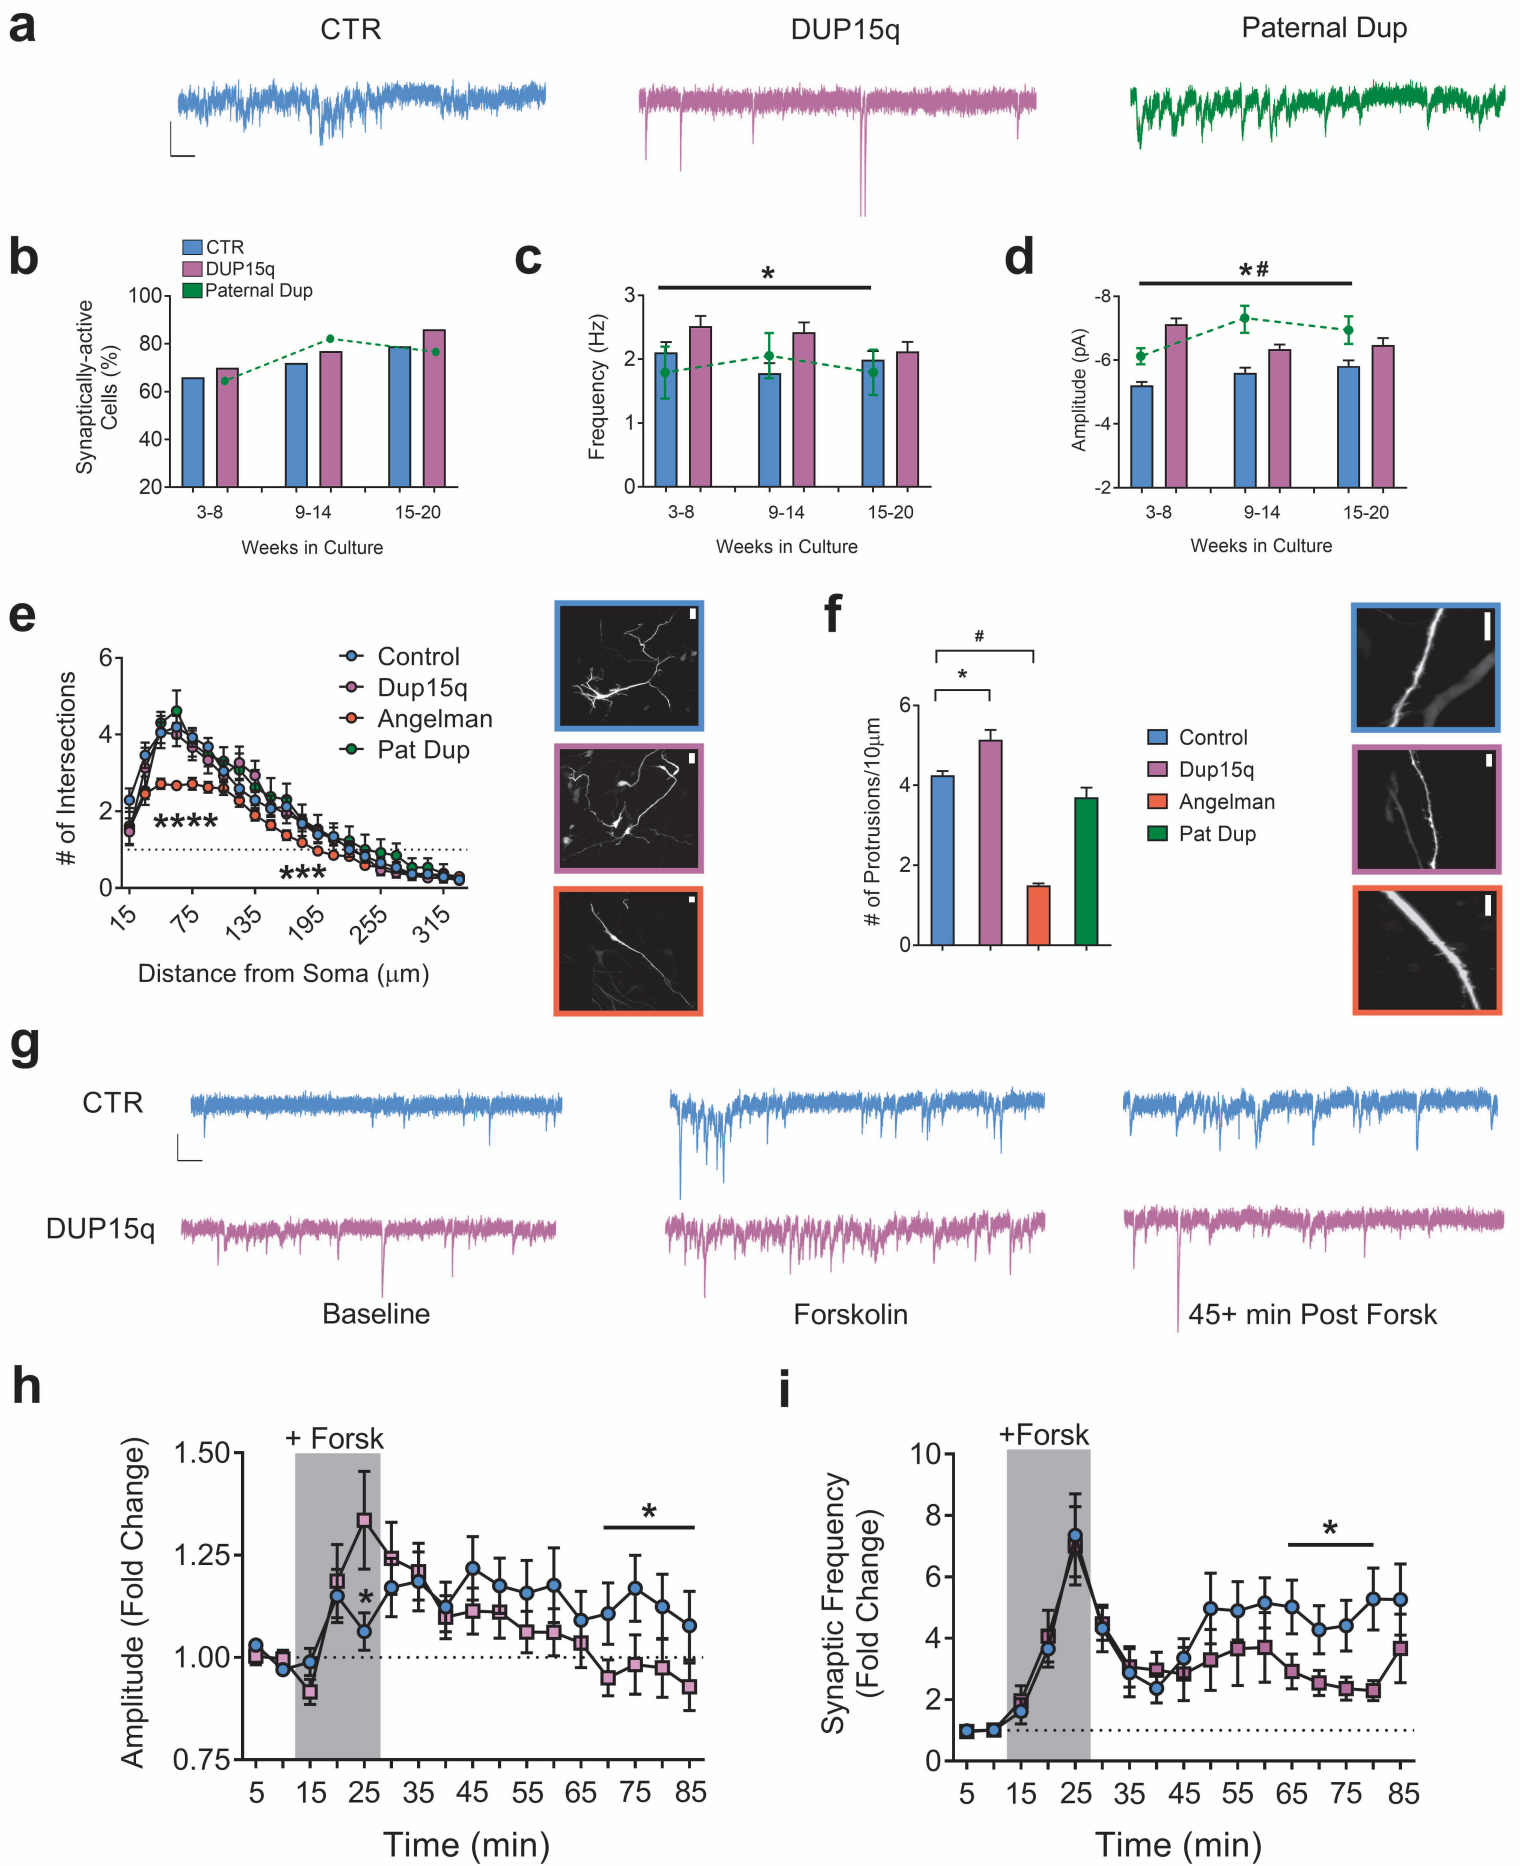 a
CTR
DUP15q
Paternal Dup
b
CTR
DUP15q
Paternal Dup
Synaptically-active
Cells (%)
100
80
60
40
20
3-8
9-14
15-20
Weeks in Culture
c
*
Frequency (Hz)
3
2
1
0
3-8
9-14
15-20
Weeks in Culture
d
*#
Amplitude (pA)
-8
-6
-4
-2
3-8
9-14
15-20
Weeks in Culture
e
# of Intersections
6
4
2
0
Control
Dup15q
Angelman
Pat Dup
****
***
15
75
135
195
255
315
Distance from Soma (µm)
f
#
*
# of Protrusions/10µm
6
4
2
0
Control
Dup15q
Angelman
Pat Dup
g
CTR
DUP15q
Baseline
Forskolin
45+ min Post Forsk
h
+ Forsk
Amplitude (Fold Change)
1.50
1.25
1.00
0.75
*
*
5
15
25
35
45
55
65
75
85
Time (min)
i
+Forsk
Synaptic Frequency
(Fold Change)
10
8
6
4
2
0
*
5
15
25
35
45
55
65
75
85
Time (min)